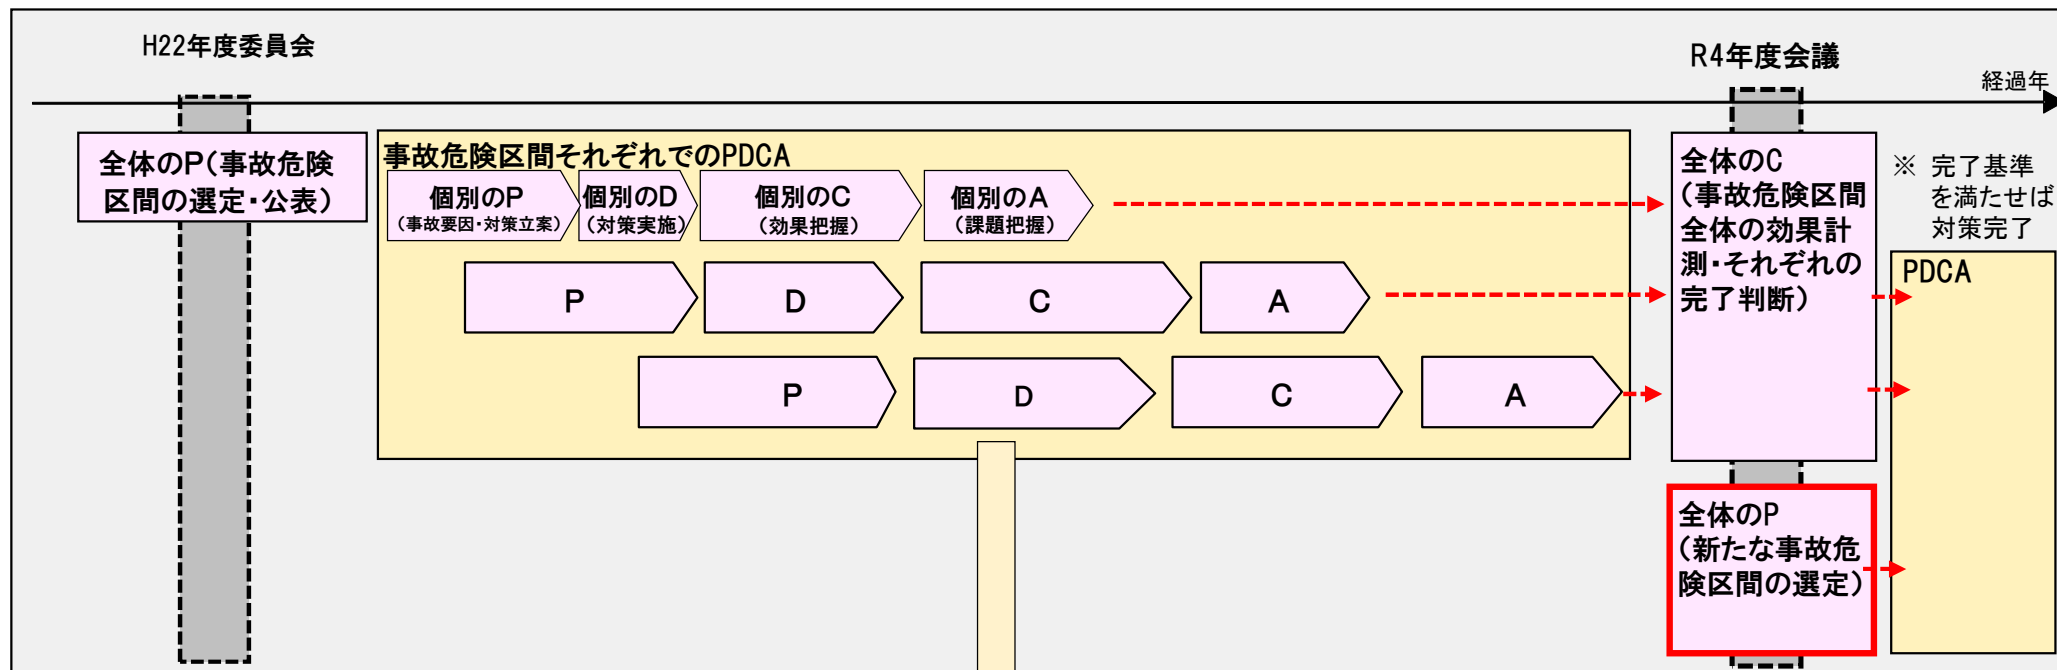 H22年度委員会
R4年度会議
経過年
全体のP(事故危険
区間の選定・公表)
事故危険区間それぞれでのPDCA
個別のP
(事故要因・対策立案)
個別のD
(対策実施)
個別のC
(効果把握)
個別のA
(課題把握)
P
D
C
A
P
D
C
A
全体のC
(事故危険区間
全体の効果計
測・それぞれの
完了判断)
※ 完了基準
を満たせば
対策完了
PDCA
全体のP
(新たな事故危
険区間の選定)